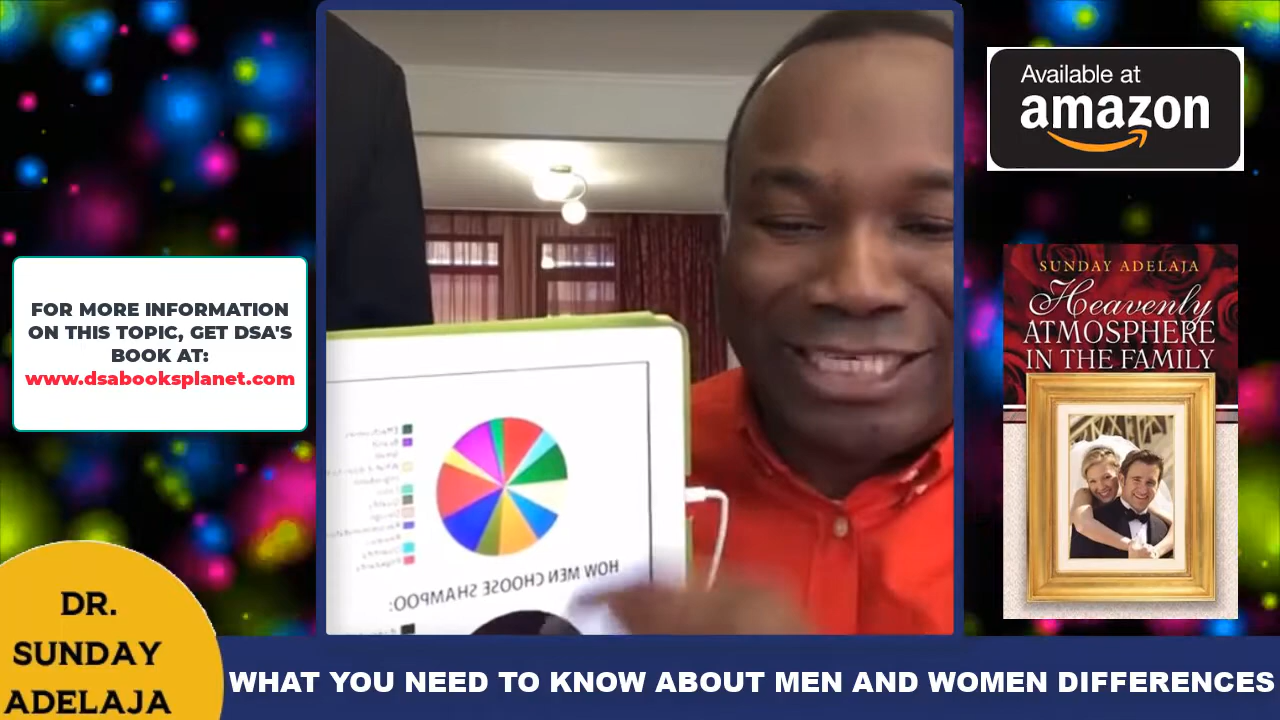 Available at
amazon
FOR MORE INFORMATION
ON THIS TOPIC, GET DSA'S
BOOK AT:
www.dsabooksplanet.com
SUNDAY ADELAJA
Heavenly
ATMOSPHERE
IN THE FAMILY
HOW MEN CHOOSE SHAMPOO:
DR.
SUNDAY
ADELAJA
WHAT YOU NEED TO KNOW ABOUT MEN AND WOMEN DIFFERENCES